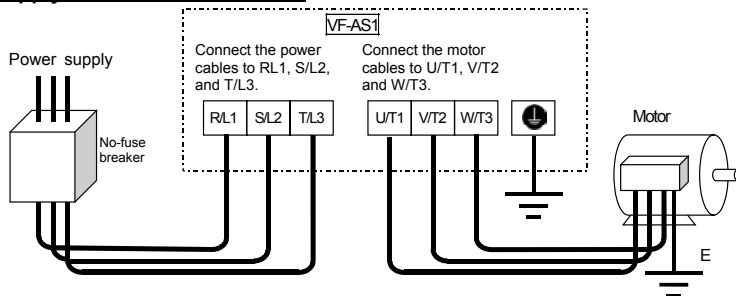 VF-AS1
Power supply
Connect the power
cables to RL1, S/L2,
and T/L3.
Connect the motor
cables to U/T1, V/T2
and W/T3.
R/L1 S/L2 T/L3
U/T1 V/T2 W/T3
Motor
No-fuse
breaker
E